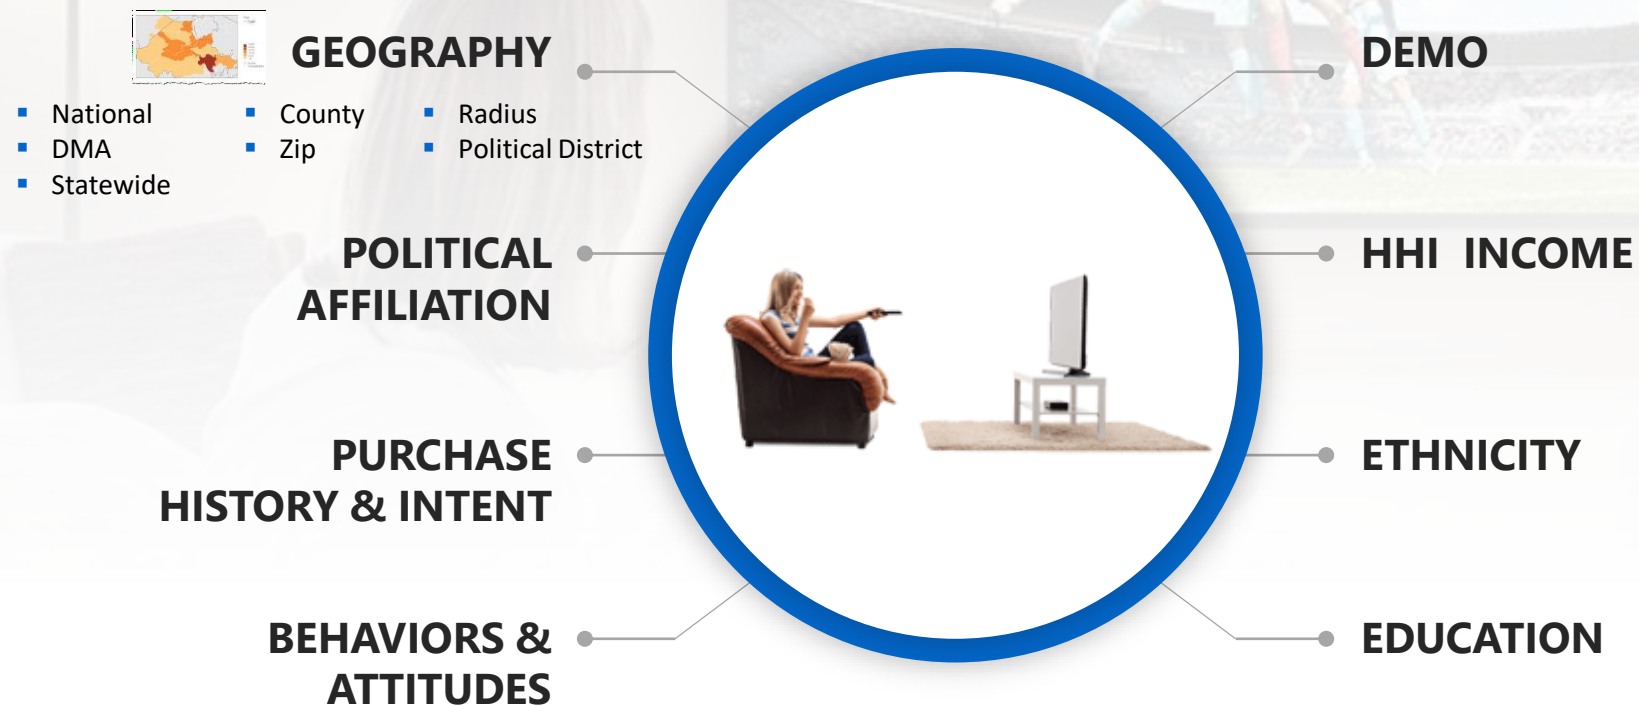 GEOGRAPHY
National
DMA
Statewide
County
Zip
Radius
Political District
POLITICAL
AFFILIATION
PURCHASE
HISTORY & INTENT
BEHAVIORS &
ATTITUDES
DEMO
HHI INCOME
ETHNICITY
EDUCATION